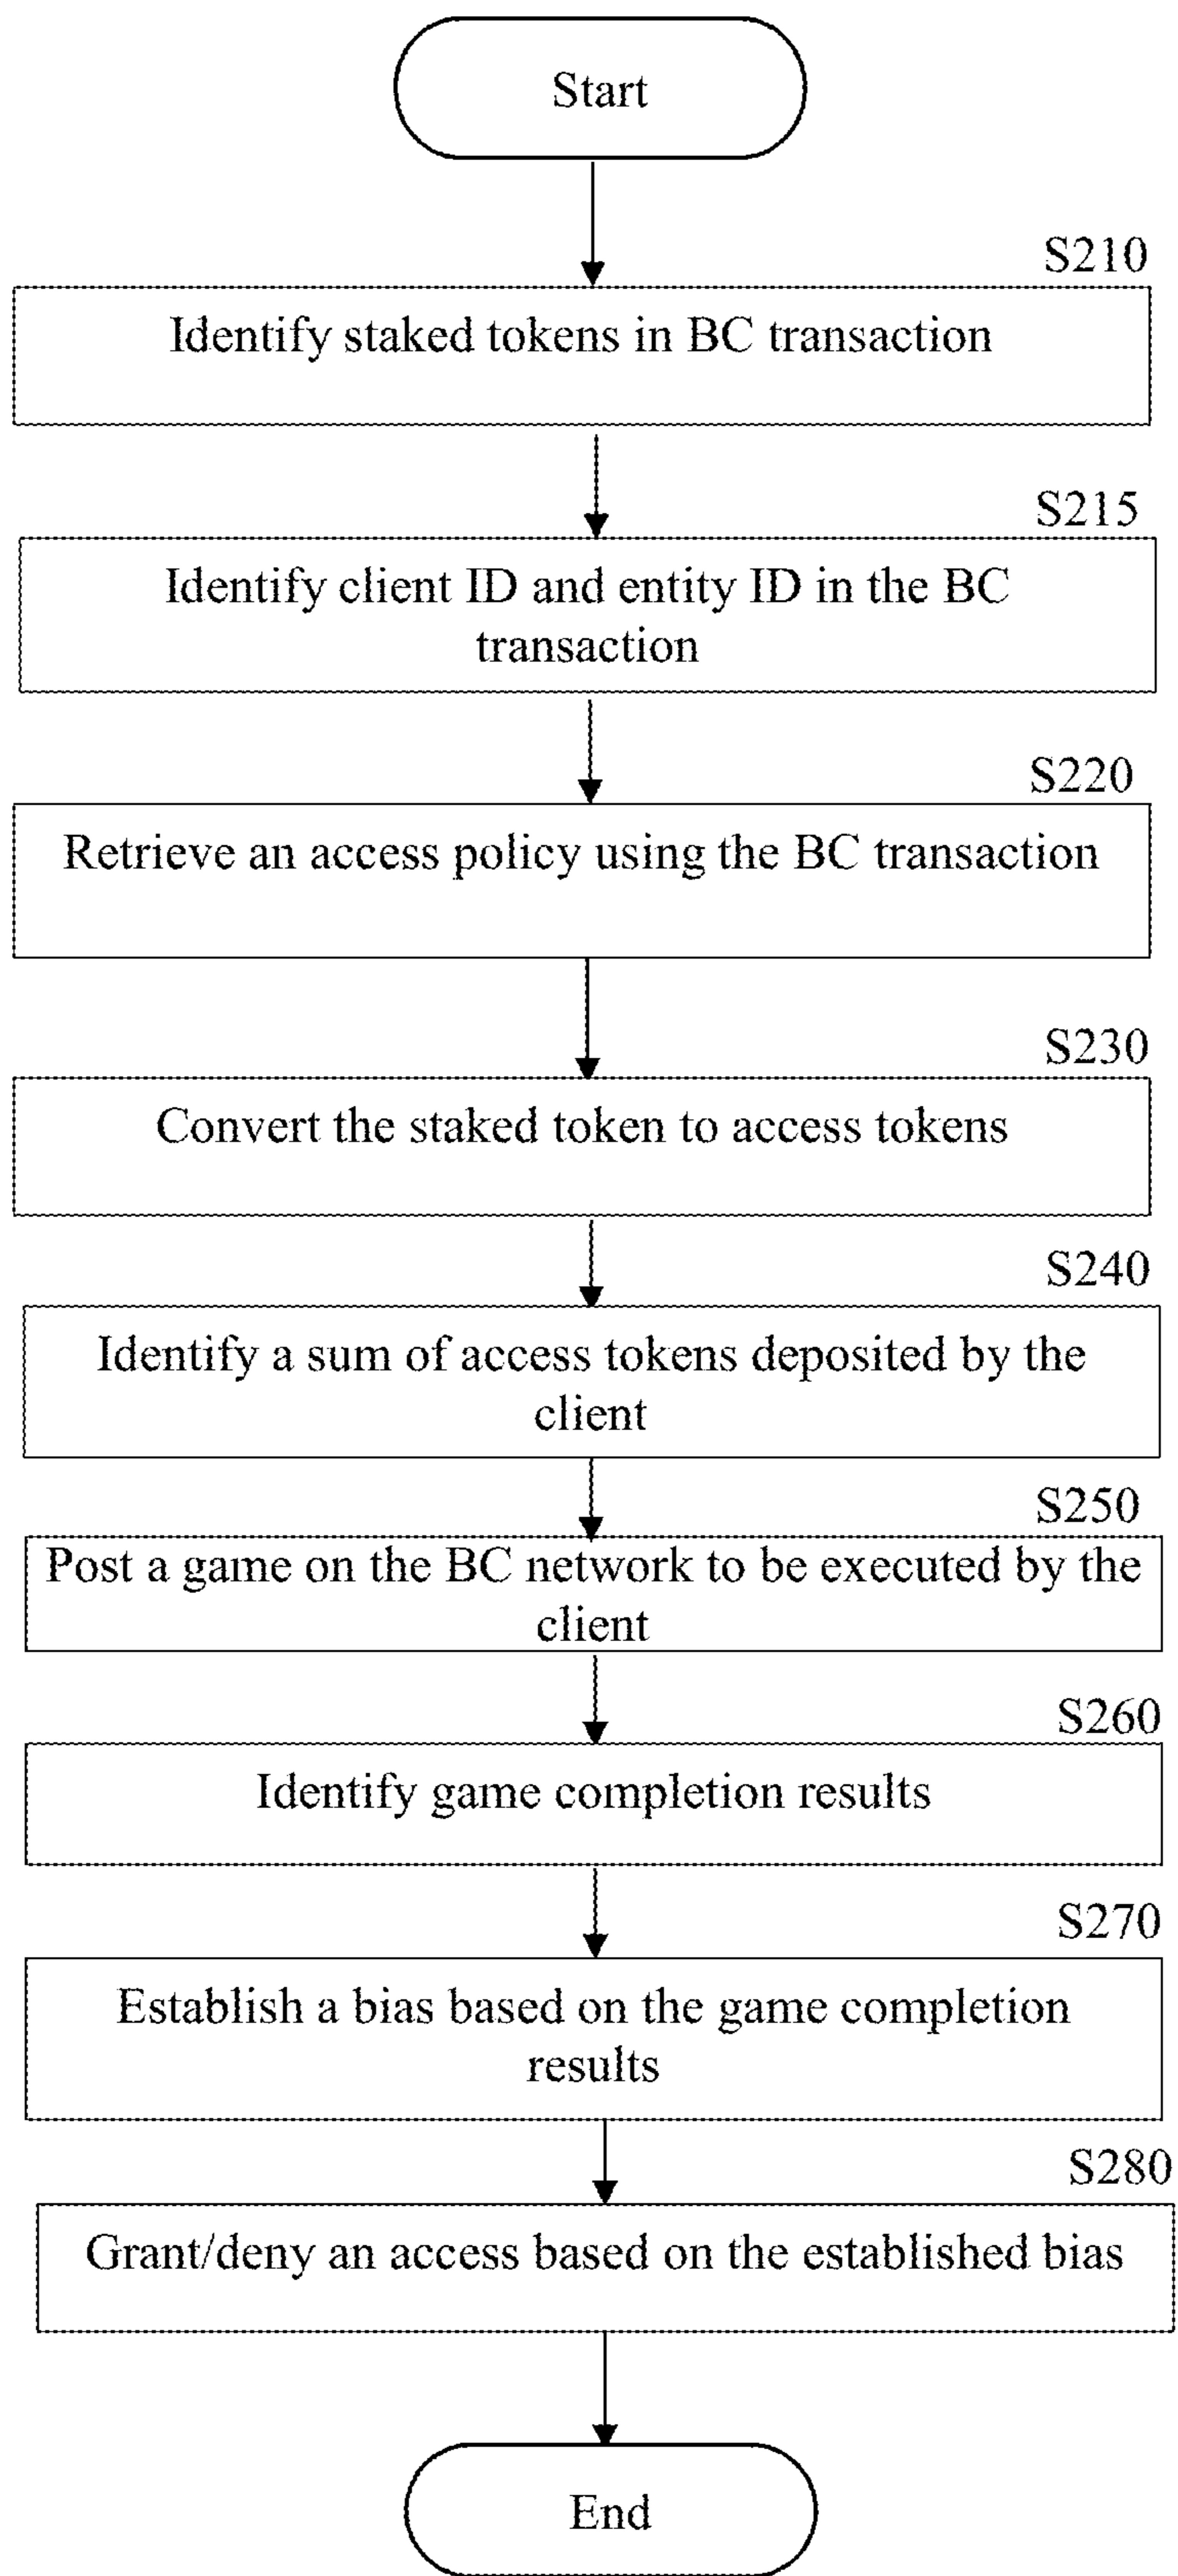 Start
S210
Identify staked tokens in BC transaction
S215
Identify client ID and entity ID in the BC
transaction
S220
Retrieve an access policy using the BC transaction
S230
Convert the staked token to access tokens
S240
Identify a sum of access tokens deposited by the
client
S250
Post a game on the BC network to be executed by the
client
S260
Identify game completion results
S270
Establish a bias based on the game completion
results
S280
Grant/deny an access based on the established bias
End